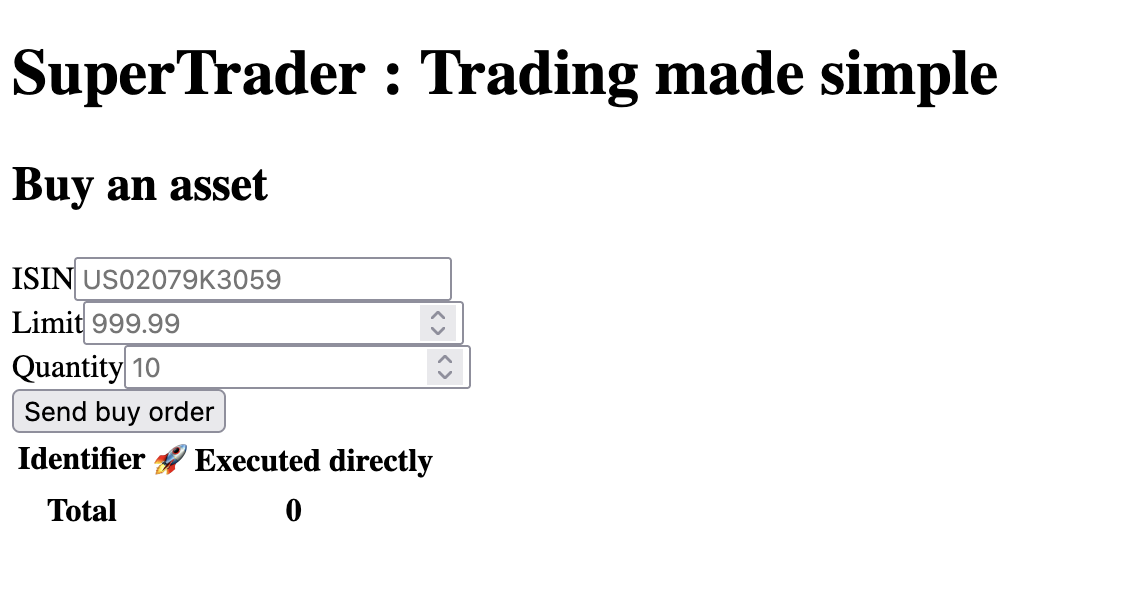 SuperTrader : Trading made simple
Buy an asset
ISIN US02079K3059
Limit 999.99
Quantity 10
Send buy order
Identifier 🚀 Executed directly
Total 0